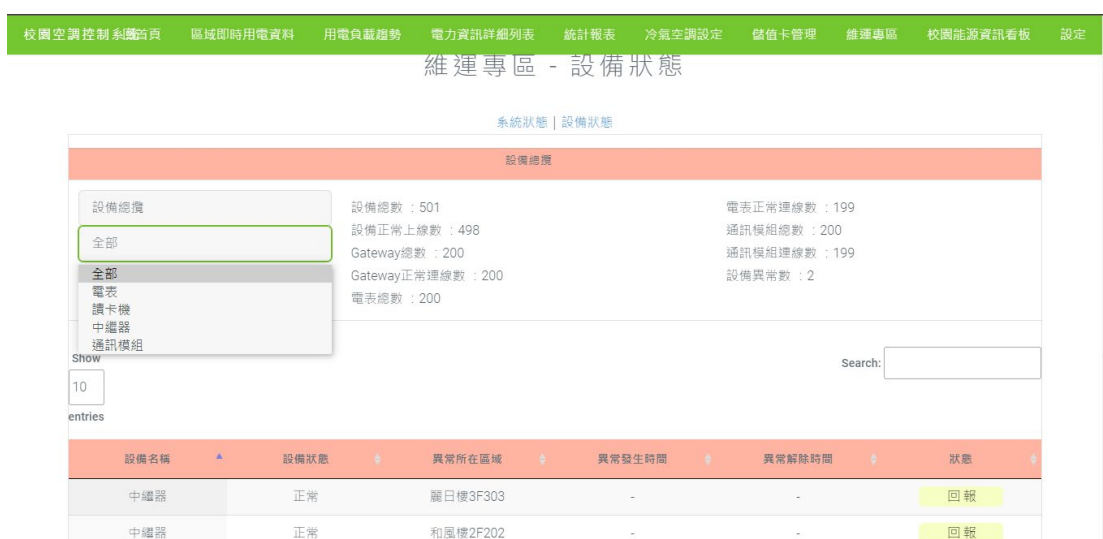 校園空調控制系統首頁 區域即時用電資料 用電負載趨勢 電力資訊詳細列表 統計報表 冷氣空調設定 儲值卡管理 維運專區 校園能源資訊看板 設定
維運專區 - 設備狀態
系統狀態 | 設備狀態
設備總攬
設備總攬
全部
全部
電表
讀卡機
中繼器
通訊模組
設備總數 : 501
設備正常上線數 : 498
Gateway總數 : 200
Gateway正常連線數 : 200
電表總數 : 200
電表正常連線數 : 199
通訊模組總數 : 200
通訊模組連線數 : 199
設備異常數 : 2
Show
10
entries
Search:
設備名稱 設備狀態 異常所在區域 異常發生時間 異常解除時間 狀態
中繼器 正常 麗日樓3F303 - - 回報
中繼器 正常 和風樓2F202 - - 回報